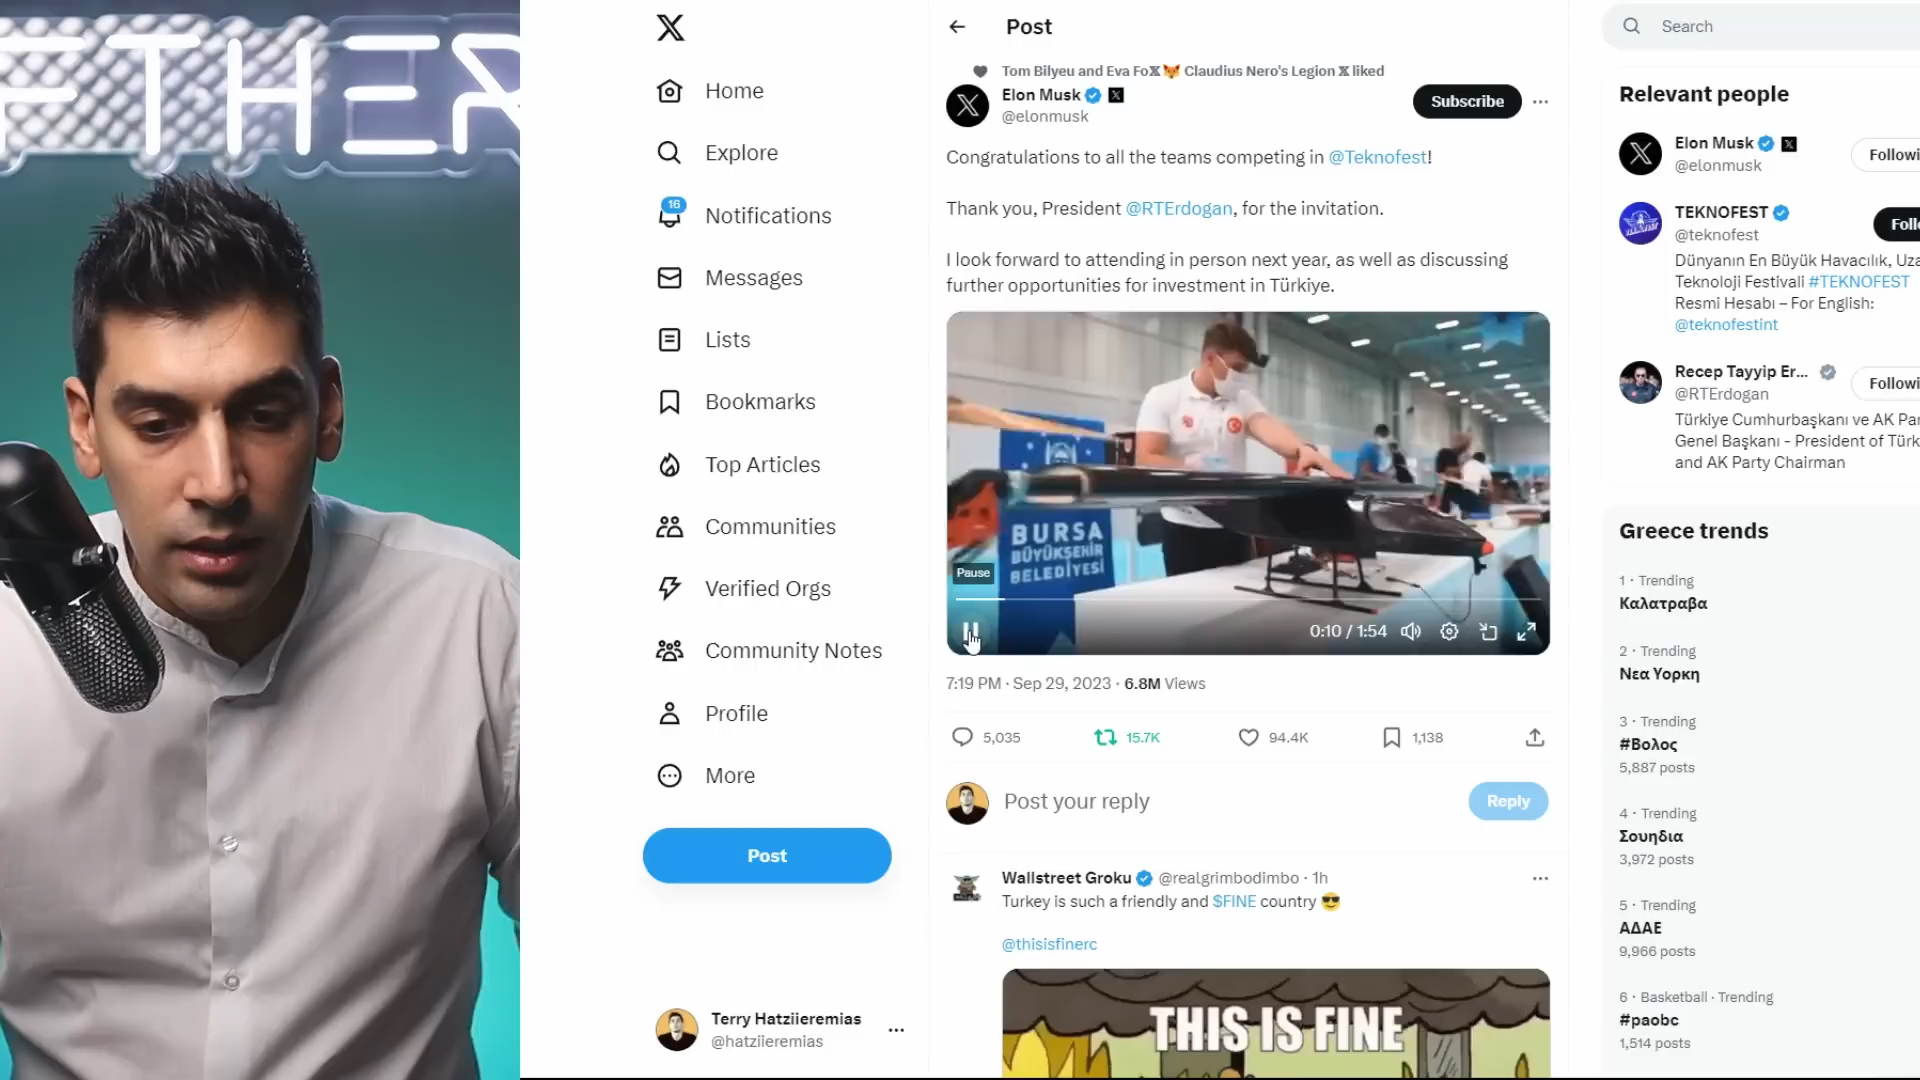 FTHER
Home
Explore
16
Notifications
Messages
Lists
Bookmarks
Top Articles
Communities
Verified Orgs
Community Notes
Profile
More
Post
Terry Hatziieremias
@hatziieremias
Post
Tom Bilyeu and Eva Fo𝕏🦊 Claudius Nero's Legion 𝕏 liked
Elon Musk
@elonmusk
Subscribe
Congratulations to all the teams competing in @Teknofest!
Thank you, President @RTErdogan, for the invitation.
I look forward to attending in person next year, as well as discussing
further opportunities for investment in Türkiye.
BURSA
BÜYÜKŞEHİR
BELEDİYESİ
Pause
0:10 / 1:54
7:19 PM · Sep 29, 2023 · 6.8M Views
5,035
15.7K
94.4K
1,138
Post your reply
Reply
Wallstreet Groku @realgrimbodimbo · 1h
Turkey is such a friendly and $FINE country 😎
@thisisfinerc
THIS IS FINE
Search
Relevant people
Elon Musk
@elonmusk
Followi
TEKNOFEST
@teknofest
Follo
Dünyanın En Büyük Havacılık, Uza
Teknoloji Festivali #TEKNOFEST
Resmi Hesabı – For English:
@teknofestint
Recep Tayyip Er...
@RTErdogan
Followi
Türkiye Cumhurbaşkanı ve AK Par
Genel Başkanı - President of Türk
and AK Party Chairman
Greece trends
1 · Trending
Καλατραβα
2 · Trending
Νεα Υορκη
3 · Trending
#Βολος
5,887 posts
4 · Trending
Σουηδια
3,972 posts
5 · Trending
ΑΔΑΕ
9,966 posts
6 · Basketball · Trending
#paobc
1,514 posts